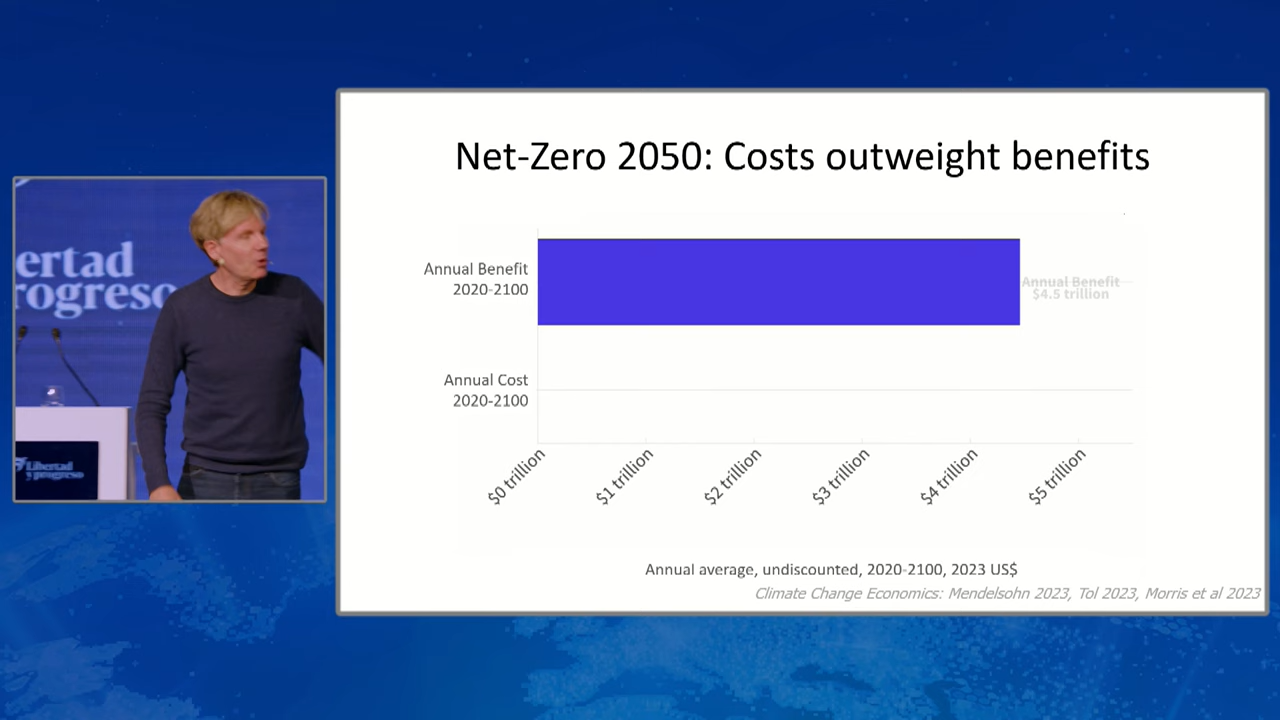 Net-Zero 2050: Costs outweight benefits
Annual Benefit
2020-2100
Annual Benefit
$4.5 trillion
Annual Cost
2020-2100
$0 trillion
$1 trillion
$2 trillion
$3 trillion
$4 trillion
$5 trillion
Annual average, undiscounted, 2020-2100, 2023 US$
Climate Change Economics: Mendelsohn 2023, Tol 2023, Morris et al 2023
ertad
rogreso
Libertad
y progreso